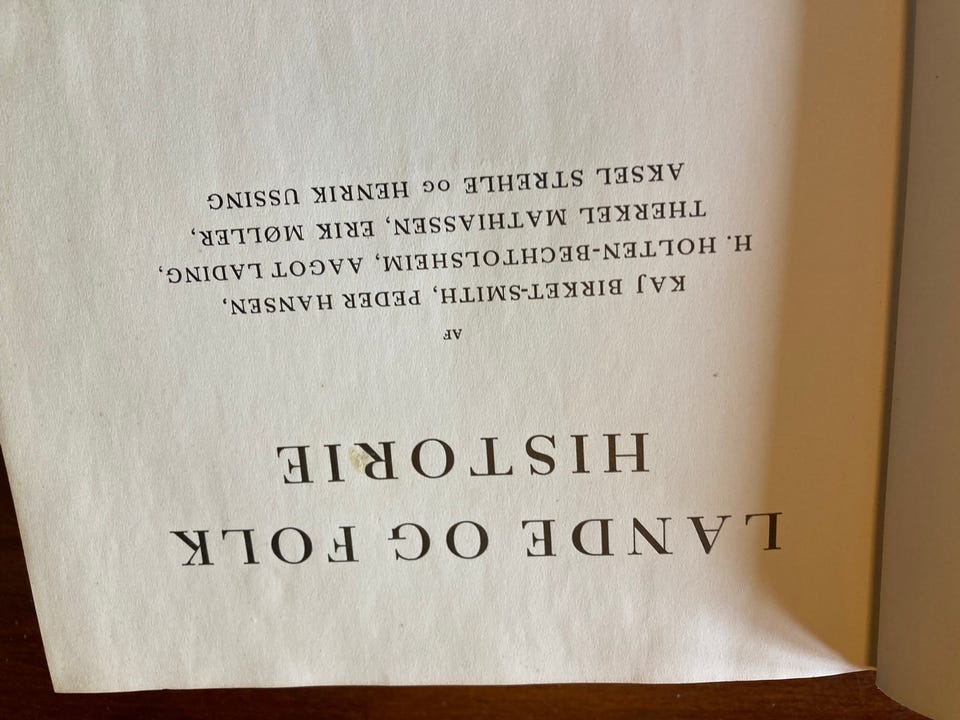 LANDE OG FOLK
HISTORIE
AF
KAJ BIRKET-SMITH, PEDER HANSEN,
H. HOLTEN-BECHTOLSHEIM, AAGOT LADING,
THERKEL MATHIASSEN, ERIK MØLLER,
AKSEL STREHLE OG HENRIK USSING